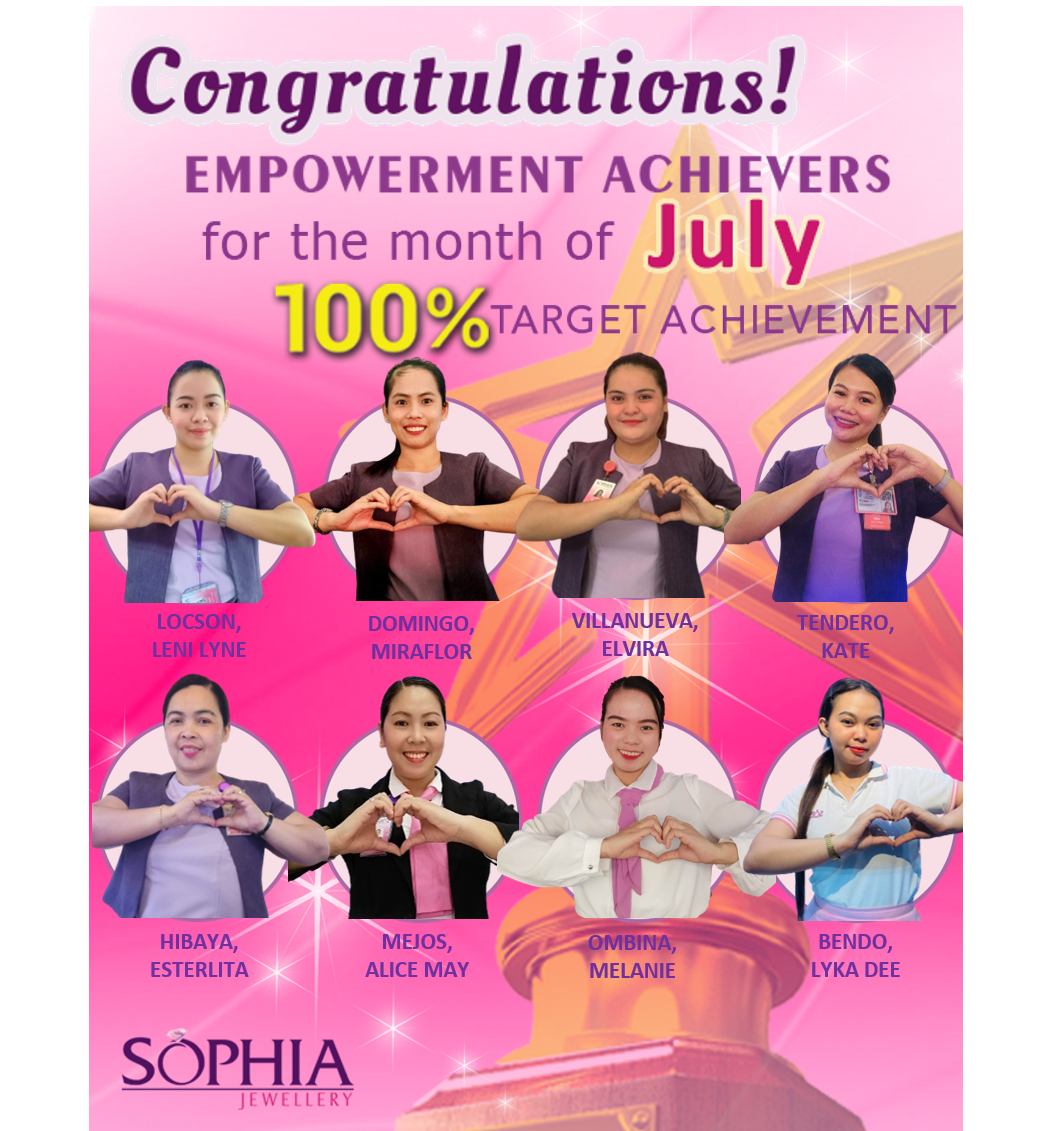 Congratulations!
EMPOWERMENT ACHIEVERS
for the month of July
100% TARGET ACHIEVEMENT
LOCSON,
LENI LYNE
DOMINGO,
MIRAFLOR
VILLANUEVA,
ELVIRA
TENDERO,
KATE
HIBAYA,
ESTERLITA
MEJOS,
ALICE MAY
OMBINA,
MELANIE
BENDO,
LYKA DEE
SOPHIA
JEWELLERY